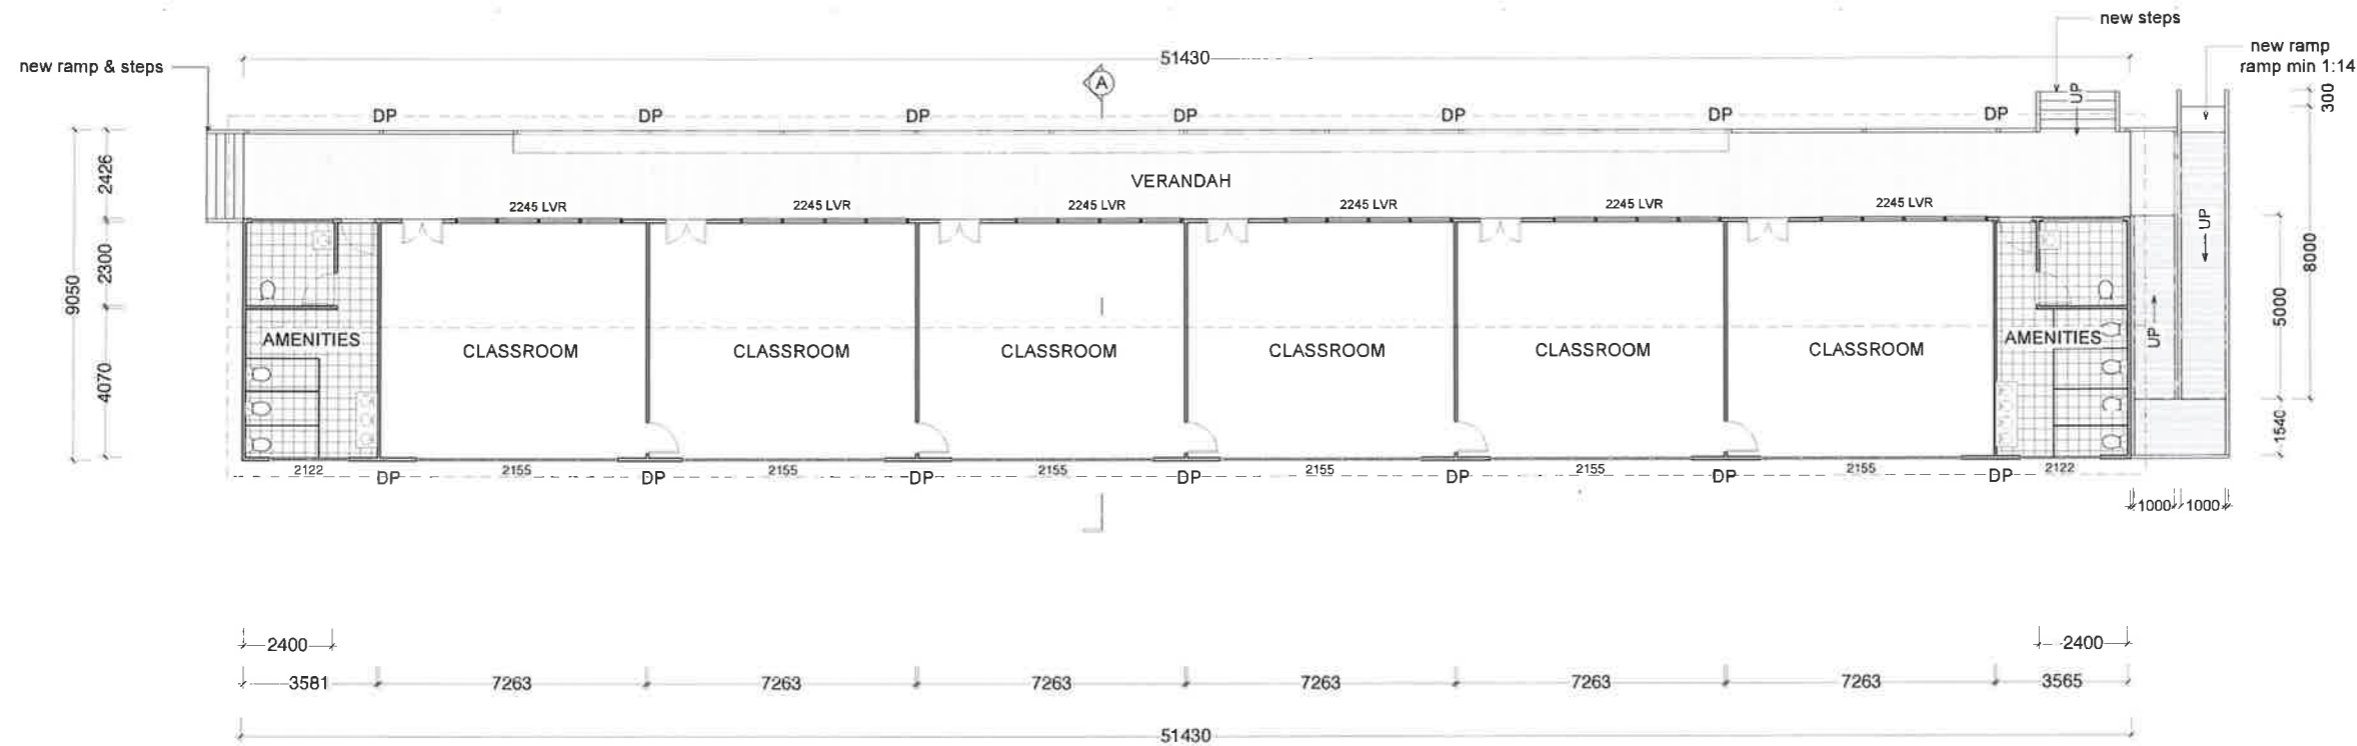 new steps
new ramp & steps
51430
new ramp
ramp min 1:14
A
DP DP DP DP DP DP DP
UP
300
2426
VERANDAH
2245 LVR 2245 LVR 2245 LVR 2245 LVR 2245 LVR 2245 LVR
UP
9050
2300
8000
5000
AMENITIES CLASSROOM CLASSROOM CLASSROOM CLASSROOM CLASSROOM CLASSROOM AMENITIES
UP
4070
1540
2122 2155 2155 2155 2155 2155 2155 2122
DP DP DP DP DP DP DP
1000 1000
2400 2400
3581 7263 7263 7263 7263 7263 7263 3565
51430